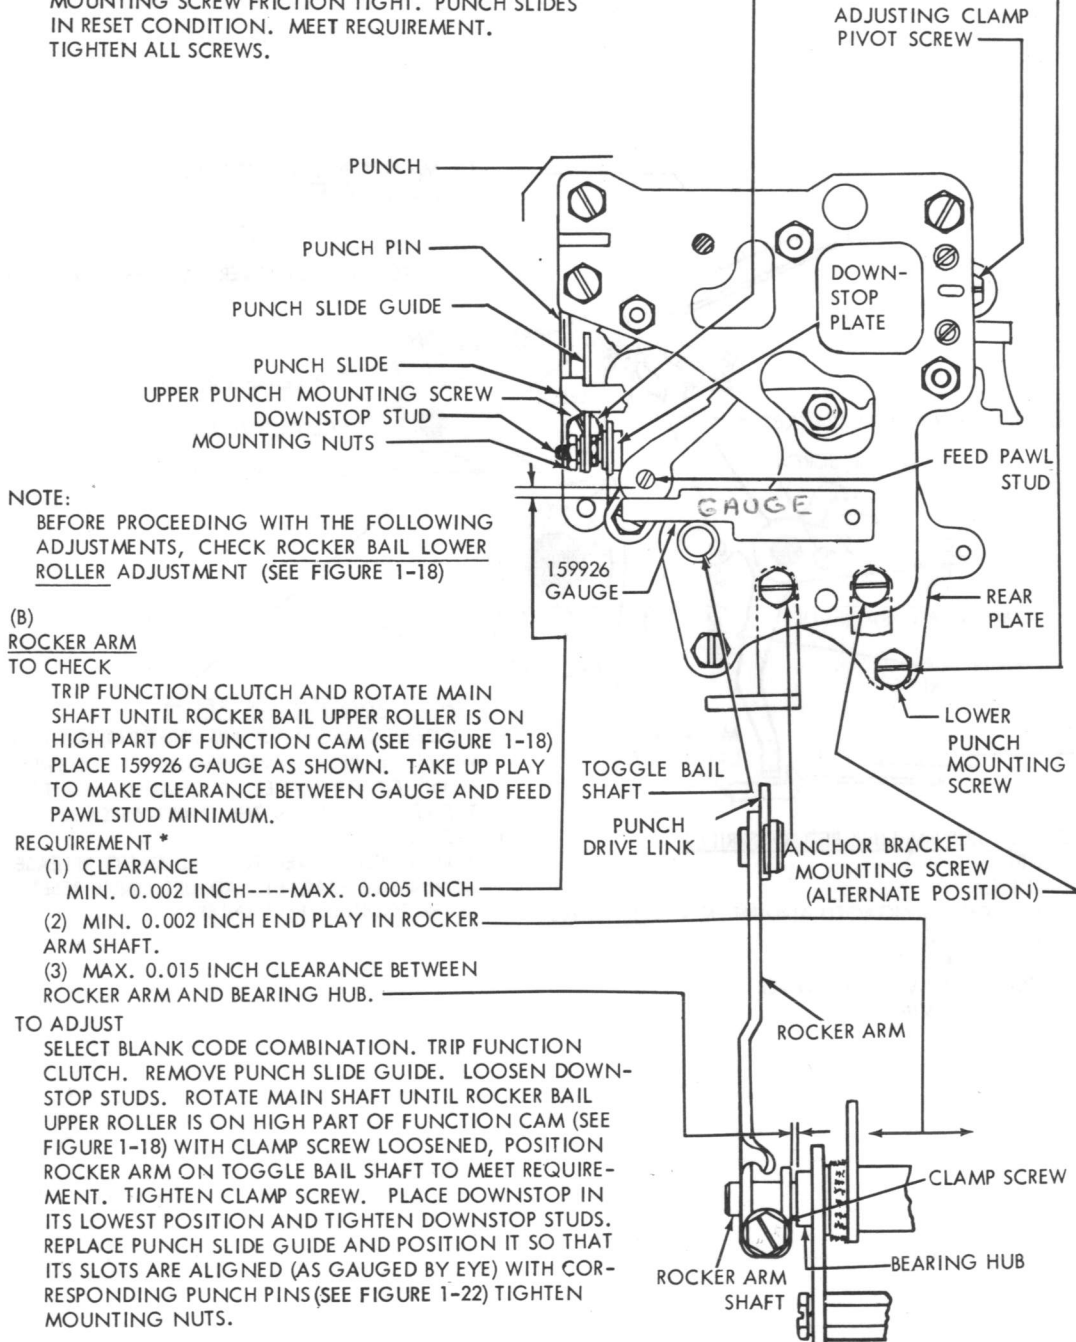 MOUNTING SCREW FRICTION TIGHT. PUNCH SLIDES
IN RESET CONDITION. MEET REQUIREMENT.
TIGHTEN ALL SCREWS.
ADJUSTING CLAMP
PIVOT SCREW
PUNCH
PUNCH PIN
PUNCH SLIDE GUIDE
PUNCH SLIDE
UPPER PUNCH MOUNTING SCREW
DOWNSTOP STUD
MOUNTING NUTS
DOWN-
STOP
PLATE
FEED PAWL
STUD
GAUGE
159926
GAUGE
REAR
PLATE
LOWER
PUNCH
MOUNTING
SCREW
NOTE:
BEFORE PROCEEDING WITH THE FOLLOWING
ADJUSTMENTS, CHECK ROCKER BAIL LOWER
ROLLER ADJUSTMENT (SEE FIGURE 1-18)
(B)
ROCKER ARM
TO CHECK
TRIP FUNCTION CLUTCH AND ROTATE MAIN
SHAFT UNTIL ROCKER BAIL UPPER ROLLER IS ON
HIGH PART OF FUNCTION CAM (SEE FIGURE 1-18)
PLACE 159926 GAUGE AS SHOWN. TAKE UP PLAY
TO MAKE CLEARANCE BETWEEN GAUGE AND FEED
PAWL STUD MINIMUM.
REQUIREMENT *
(1) CLEARANCE
MIN. 0.002 INCH----MAX. 0.005 INCH
(2) MIN. 0.002 INCH END PLAY IN ROCKER
ARM SHAFT.
(3) MAX. 0.015 INCH CLEARANCE BETWEEN
ROCKER ARM AND BEARING HUB.
TO ADJUST
SELECT BLANK CODE COMBINATION. TRIP FUNCTION
CLUTCH. REMOVE PUNCH SLIDE GUIDE. LOOSEN DOWN-
STOP STUDS. ROTATE MAIN SHAFT UNTIL ROCKER BAIL
UPPER ROLLER IS ON HIGH PART OF FUNCTION CAM (SEE
FIGURE 1-18) WITH CLAMP SCREW LOOSENED, POSITION
ROCKER ARM ON TOGGLE BAIL SHAFT TO MEET REQUIRE-
MENT. TIGHTEN CLAMP SCREW. PLACE DOWNSTOP IN
ITS LOWEST POSITION AND TIGHTEN DOWNSTOP STUDS.
REPLACE PUNCH SLIDE GUIDE AND POSITION IT SO THAT
ITS SLOTS ARE ALIGNED (AS GAUGED BY EYE) WITH COR-
RESPONDING PUNCH PINS (SEE FIGURE 1-22) TIGHTEN
MOUNTING NUTS.
TOGGLE BAIL
SHAFT
PUNCH
DRIVE LINK
ANCHOR BRACKET
MOUNTING SCREW
(ALTERNATE POSITION)
ROCKER ARM
CLAMP SCREW
BEARING HUB
ROCKER ARM
SHAFT